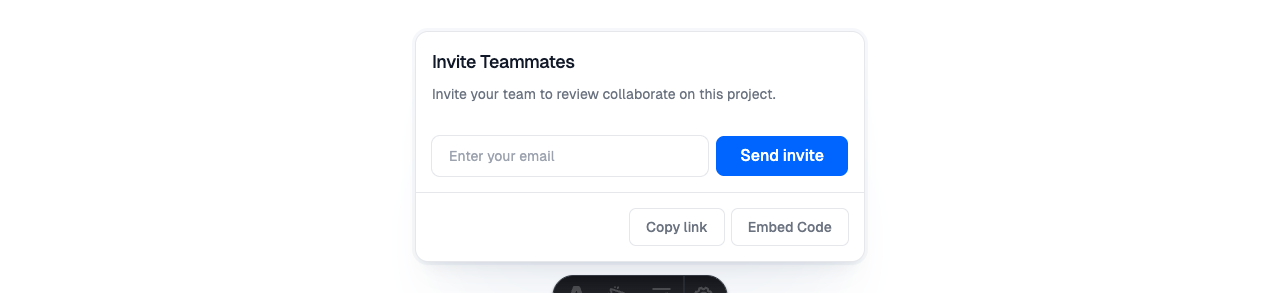 Invite Teammates
Invite your team to review collaborate on this project.
Enter your email
Send invite
Copy link
Embed Code